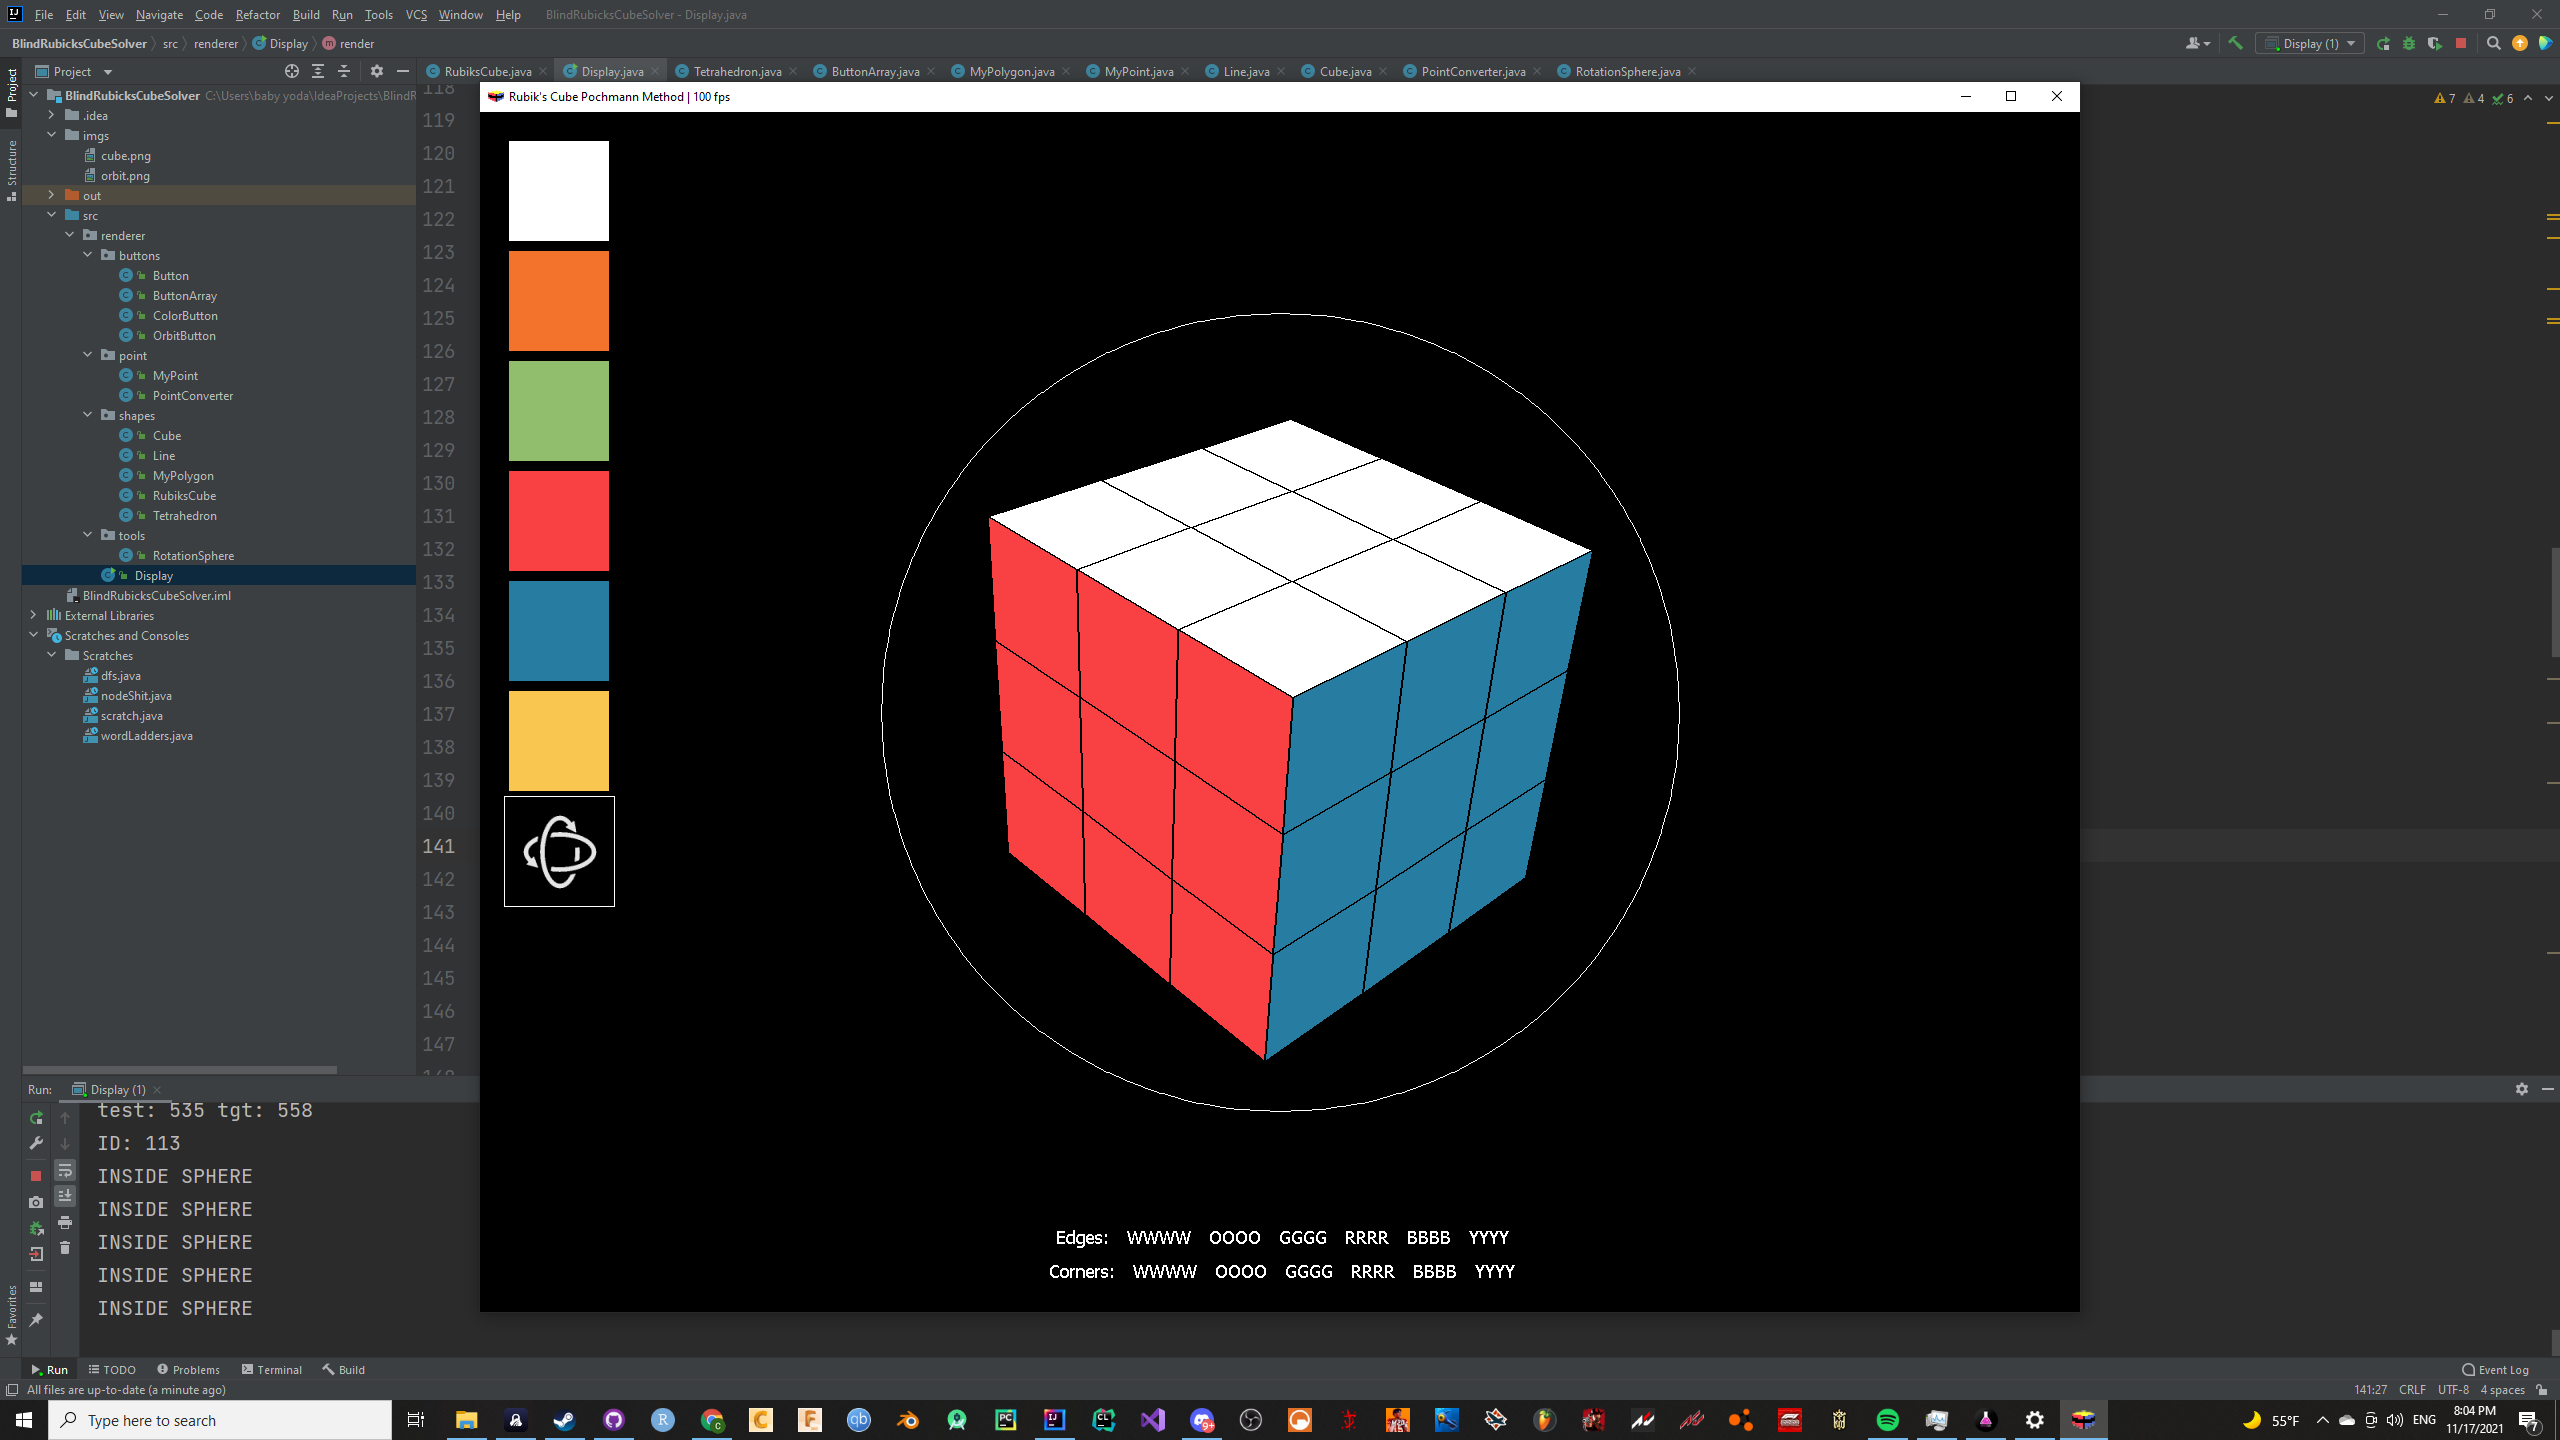 File Edit View Navigate Code Refactor Build Run Tools VCS Window Help BlindRubicksCubeSolver - Display.java
BlindRubicksCubeSolver src renderer Display render Display (1)
Project RubiksCube.java Display.java Tetrahedron.java ButtonArray.java MyPolygon.java MyPoint.java Line.java Cube.java PointConverter.java RotationSphere.java
Rubik's Cube Pochmann Method | 100 fps
7 4 6
Project
Structure
Favorites
BlindRubicksCubeSolver C:\Users\baby yoda\IdeaProjects\BlindR
.idea
imgs
cube.png
orbit.png
out
src
renderer
buttons
Button
ButtonArray
ColorButton
OrbitButton
point
MyPoint
PointConverter
shapes
Cube
Line
MyPolygon
RubiksCube
Tetrahedron
tools
RotationSphere
Display
BlindRubicksCubeSolver.iml
External Libraries
Scratches and Consoles
Scratches
dfs.java
nodeShit.java
scratch.java
wordLadders.java
118
119
120
121
122
123
124
125
126
127
128
129
130
131
132
133
134
135
136
137
138
139
140
141
142
143
144
145
146
147
148
Edges: WWWW OOOO GGGG RRRR BBBB YYYY
Corners: WWWW OOOO GGGG RRRR BBBB YYYY
Run: Display (1)
test: 535 tgt: 558
ID: 113
INSIDE SPHERE
INSIDE SPHERE
INSIDE SPHERE
INSIDE SPHERE
INSIDE SPHERE
Run TODO Problems Terminal Build Event Log
All files are up-to-date (a minute ago) 141:27 CRLF UTF-8 4 spaces
Type here to search 55°F ENG 8:04 PM
11/17/2021